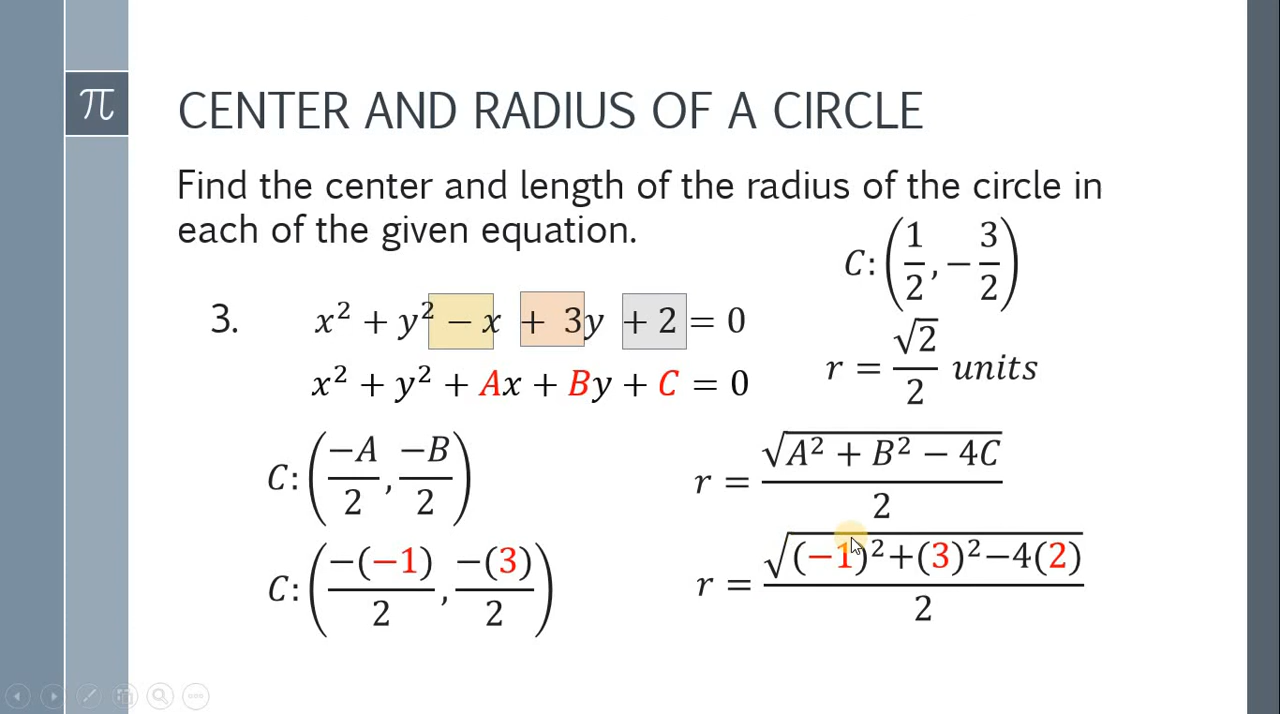 π
CENTER AND RADIUS OF A CIRCLE
Find the center and length of the radius of the circle in
each of the given equation.
C: (1/2, −3/2)
3. x² + y² − x + 3y + 2 = 0
r = √2/2 units
x² + y² + Ax + By + C = 0
C: (−A/2, −B/2)
r = √(A² + B² − 4C)/2
C: (−(−1)/2, −(3)/2)
r = √((−1)²+(3)²−4(2))/2